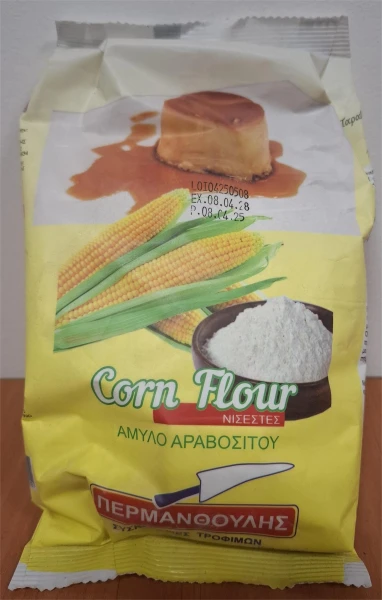 LOT04250508
EX.08.04.28
P.08.04.25
Corn Flour
ΝΙΣΕΣΤΕΣ
ΑΜΥΛΟ ΑΡΑΒΟΣΙΤΟΥ
ΠΕΡΜΑΝΘΟΥΛΗΣ
ΤΡΟΦΙΜΩΝ